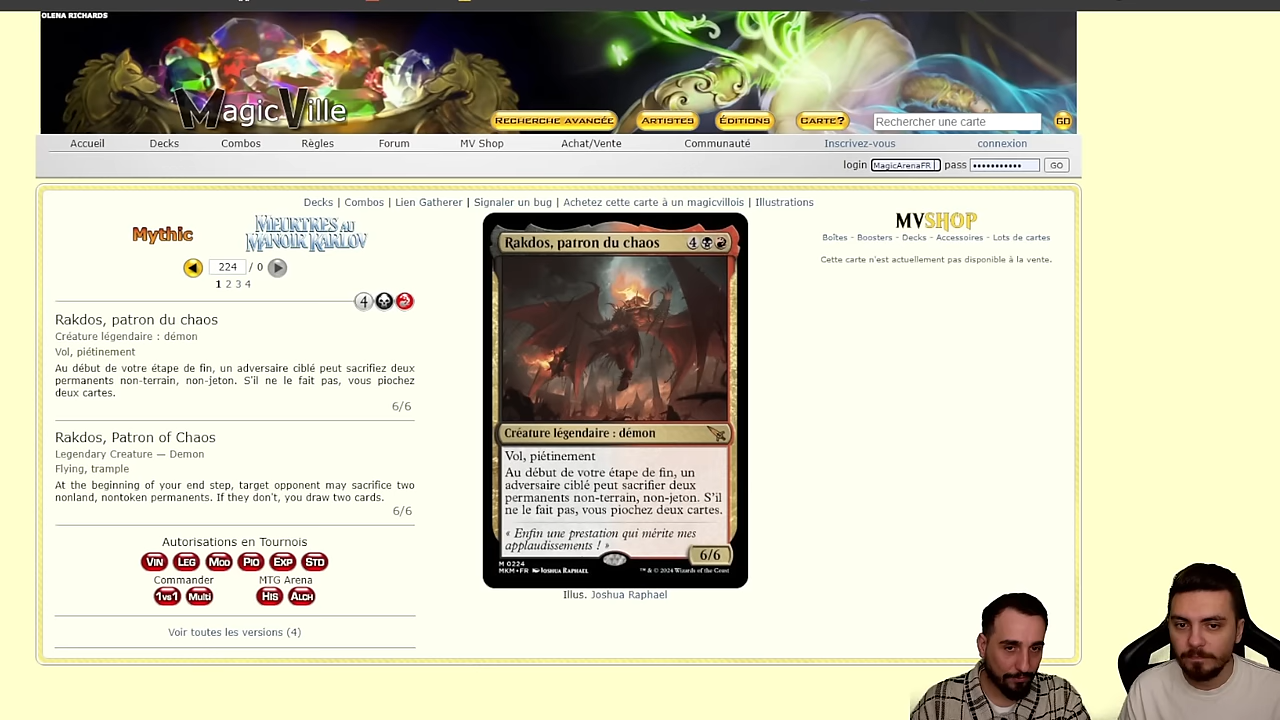 OLENA RICHARDS
MagicVille
RECHERCHE AVANCÉE
ARTISTES
ÉDITIONS
CARTE?
Rechercher une carte
GO
Accueil
Decks
Combos
Règles
Forum
MV Shop
Achat/Vente
Communauté
Inscrivez-vous
connexion
login MagicArenaFR pass ••••••••••• GO
Decks | Combos | Lien Gatherer | Signaler un bug | Achetez cette carte à un magicvillois | Illustrations
Mythic
MEURTRES AU
MANOIR KARLOV
224 / 0
1 2 3 4
4
Rakdos, patron du chaos
Créature légendaire : démon
Vol, piétinement
Au début de votre étape de fin, un adversaire ciblé peut sacrifiez deux
permanents non-terrain, non-jeton. S'il ne le fait pas, vous piochez
deux cartes.
6/6
Rakdos, Patron of Chaos
Legendary Creature — Demon
Flying, trample
At the beginning of your end step, target opponent may sacrifice two
nonland, nontoken permanents. If they don't, you draw two cards.
6/6
Autorisations en Tournois
VIN LEG MOD PIO EXP STD
Commander
MTG Arena
1vs1 Multi
HIS ALCH
Voir toutes les versions (4)
Rakdos, patron du chaos
4
Créature légendaire : démon
Vol, piétinement
Au début de votre étape de fin, un
adversaire ciblé peut sacrifier deux
permanents non-terrain, non-jeton. S'il
ne le fait pas, vous piochez deux cartes.
« Enfin une prestation qui mérite mes
applaudissements ! »
6/6
M 0224
MKM • FR Joshua Raphael
™ & © 2024 Wizards of the Coast
Illus. Joshua Raphael
MVSHOP
Boîtes - Boosters - Decks - Accessoires - Lots de cartes
Cette carte n'est actuellement pas disponible à la vente.